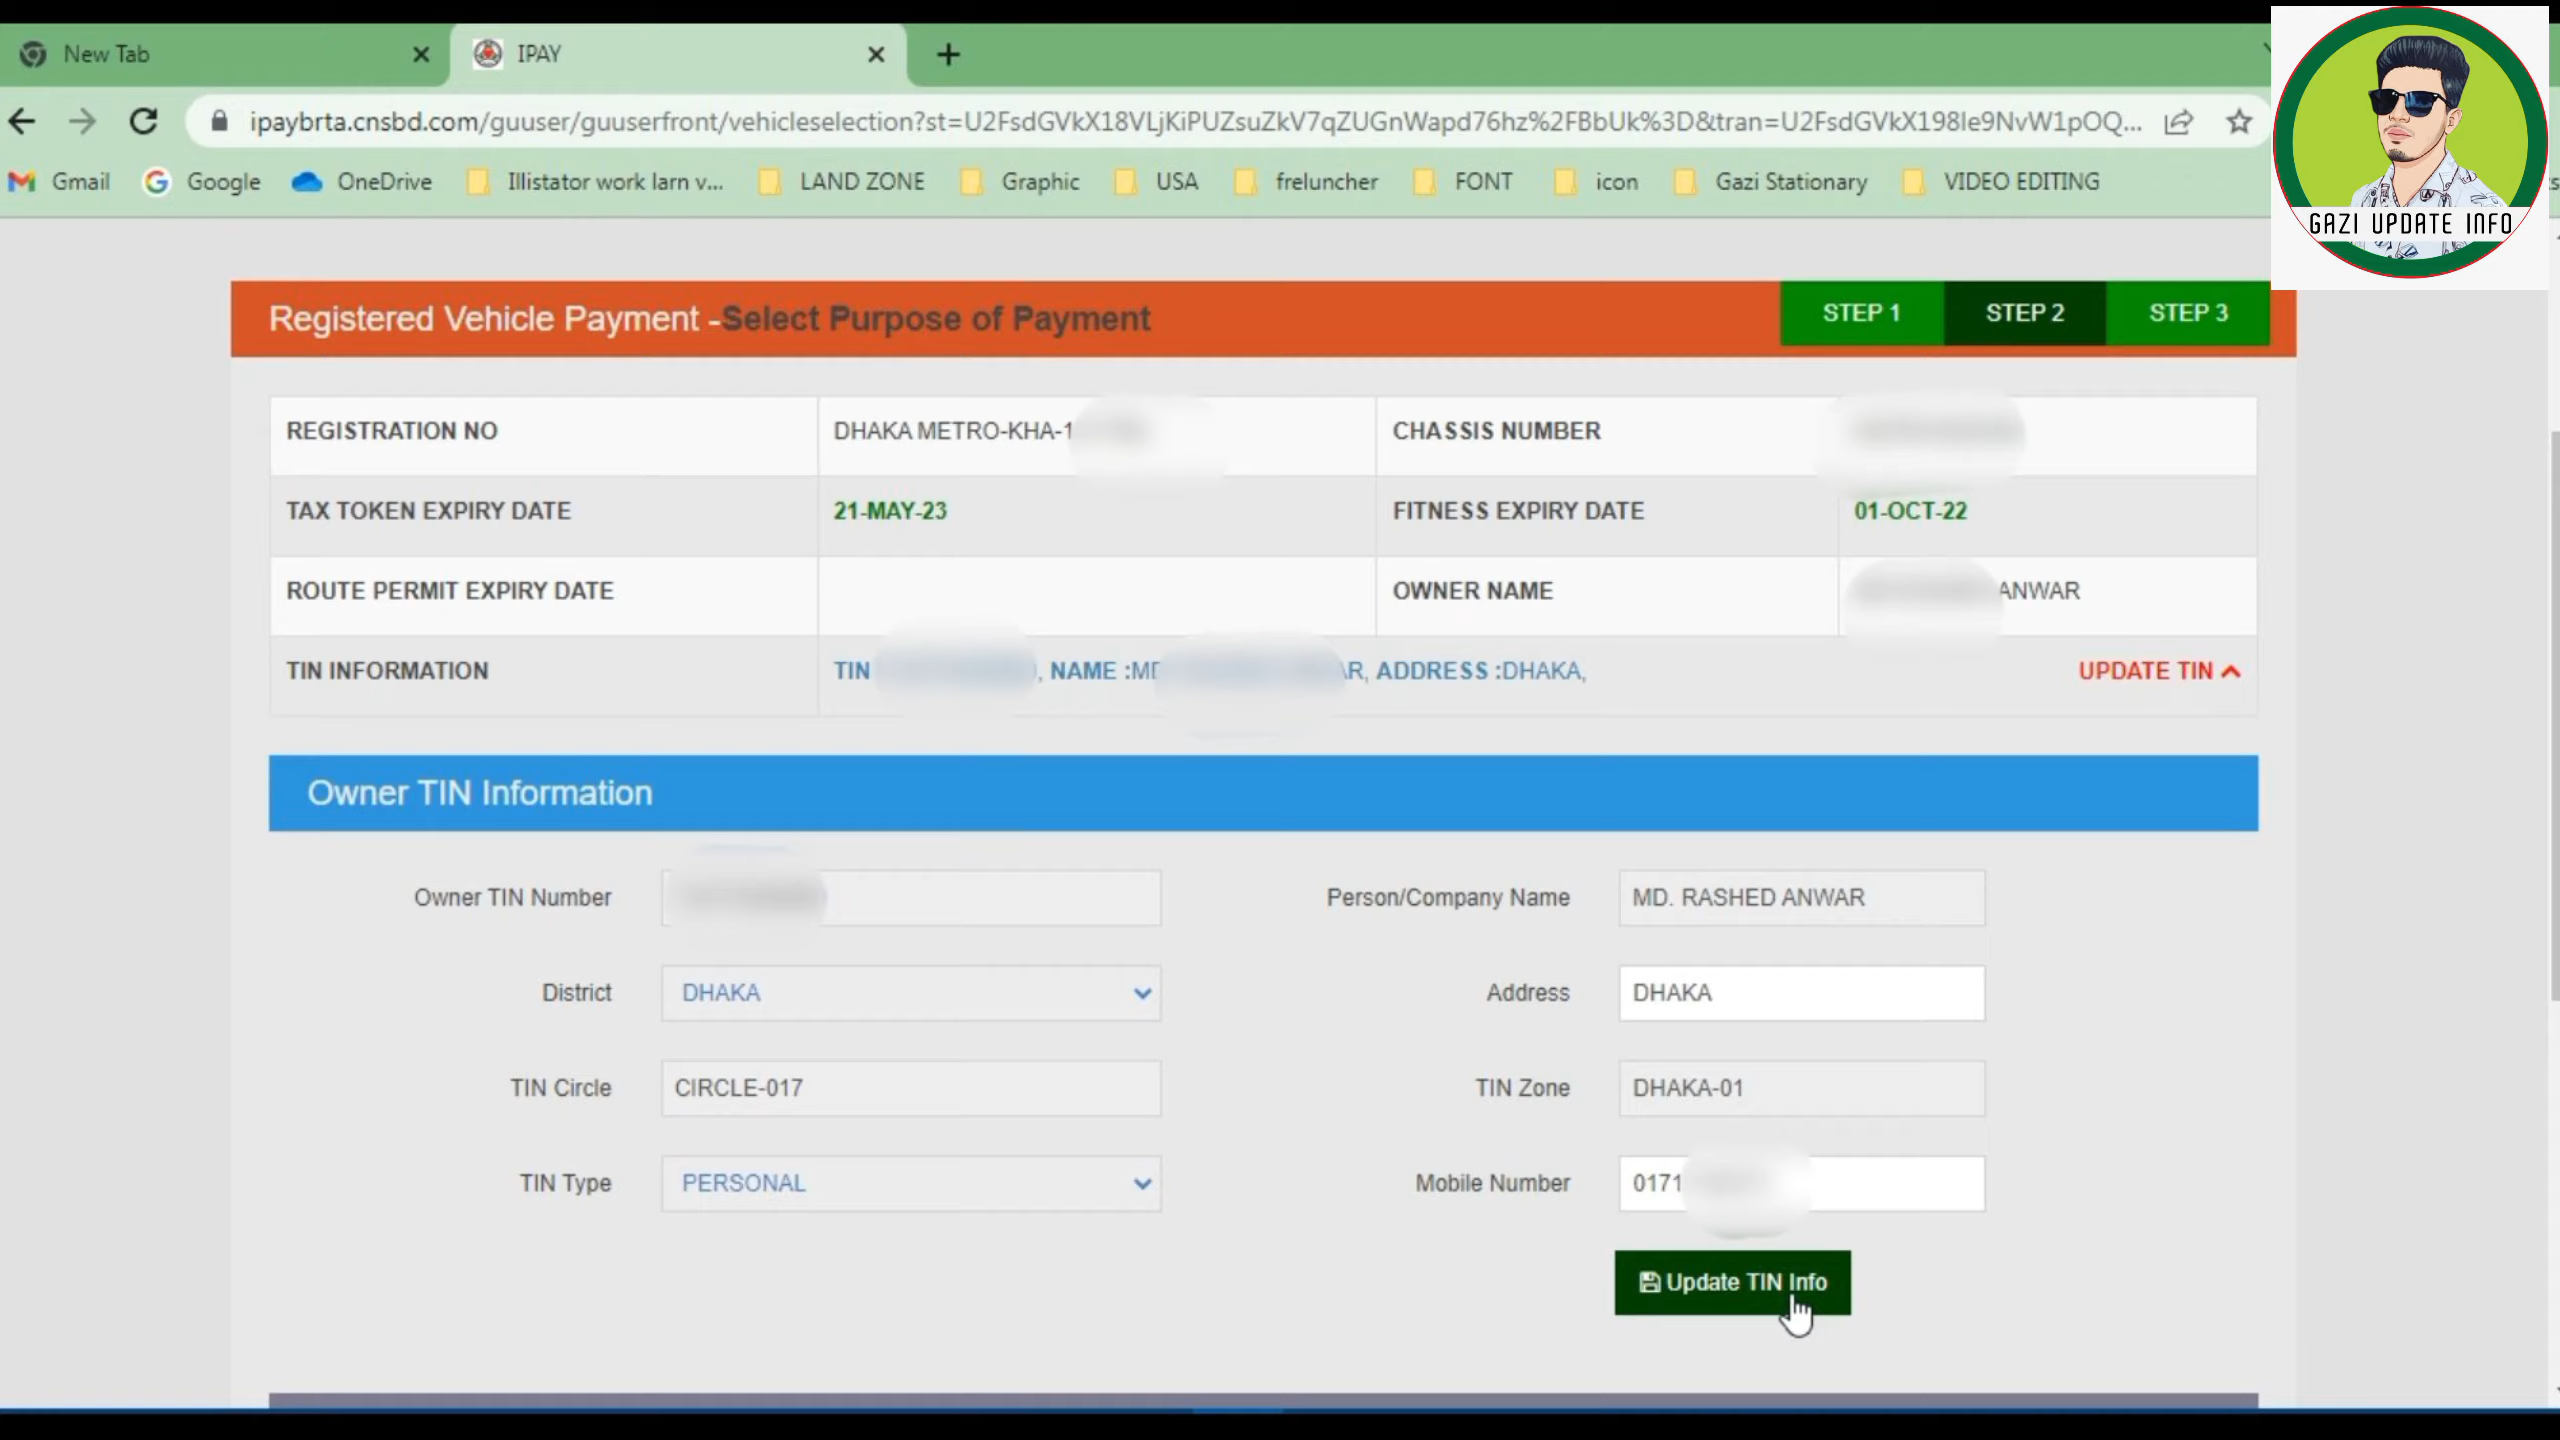 New Tab
IPAY
ipaybrta.cnsbd.com/guuser/guuserfront/vehicleselection?st=U2FsdGVkX18VLjKiPUZsuZkV7qZUGnWapd76hz%2FBbUk%3D&tran=U2FsdGVkX198le9NvW1pOQ...
Gmail Google OneDrive Illistator work larn v... LAND ZONE Graphic USA freluncher FONT icon Gazi Stationary VIDEO EDITING
GAZI UPDATE INFO
Registered Vehicle Payment -Select Purpose of Payment STEP 1 STEP 2 STEP 3
REGISTRATION NO DHAKA METRO-KHA-1 CHASSIS NUMBER
TAX TOKEN EXPIRY DATE 21-MAY-23 FITNESS EXPIRY DATE 01-OCT-22
ROUTE PERMIT EXPIRY DATE OWNER NAME ANWAR
TIN INFORMATION TIN , NAME :MD R, ADDRESS :DHAKA, UPDATE TIN
Owner TIN Information
Owner TIN Number Person/Company Name MD. RASHED ANWAR
District DHAKA Address DHAKA
TIN Circle CIRCLE-017 TIN Zone DHAKA-01
TIN Type PERSONAL Mobile Number 0171
Update TIN Info